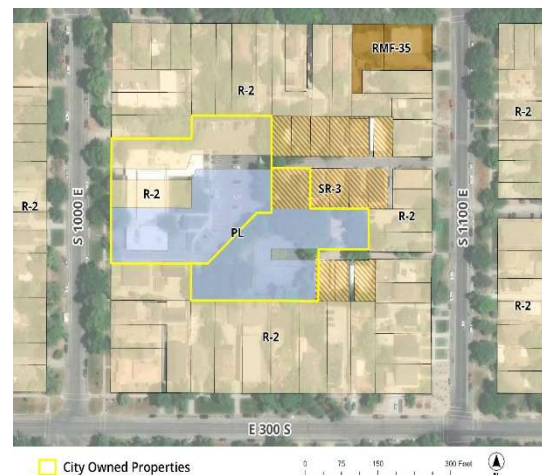 RMF-35
R-2
R-2
R-2
SR-3
R-2
R-2
PL
S 1000 E
S 1100 E
R-2
R-2
E 300 S
City Owned Properties
0 75 150 300 Feet
N